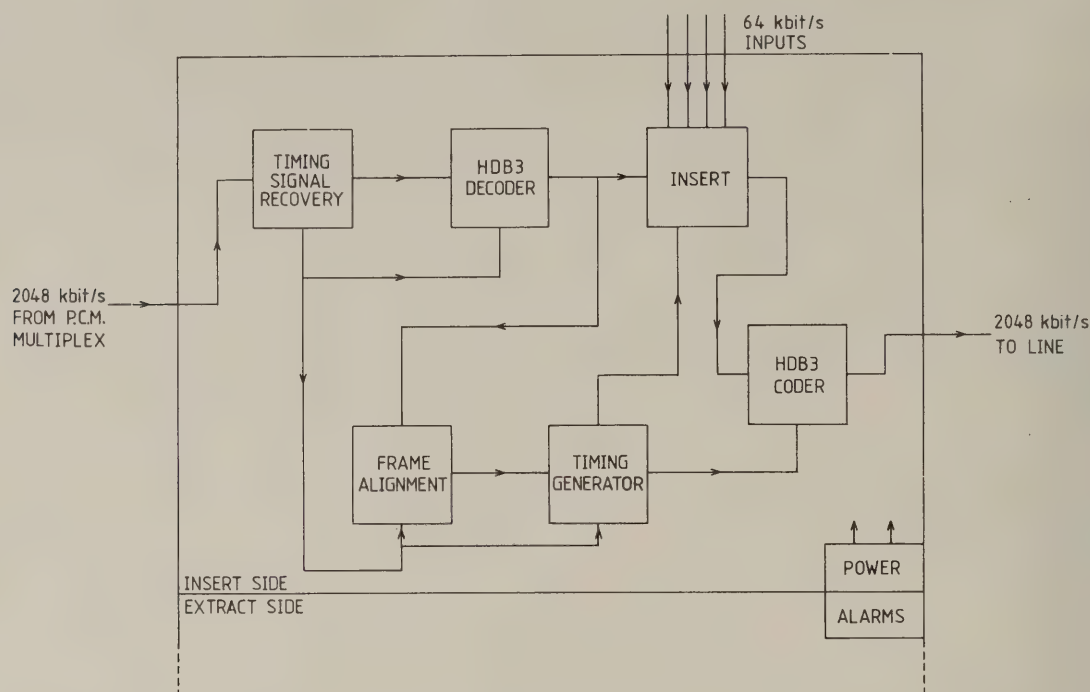 64 kbit/s
INPUTS
TIMING
SIGNAL
RECOVERY
HDB3
DECODER
INSERT
2048 kbit/s
FROM P.C.M.
MULTIPLEX
2048 kbit/s
TO LINE
HDB3
CODER
FRAME
ALIGNMENT
TIMING
GENERATOR
INSERT SIDE
EXTRACT SIDE
POWER
ALARMS